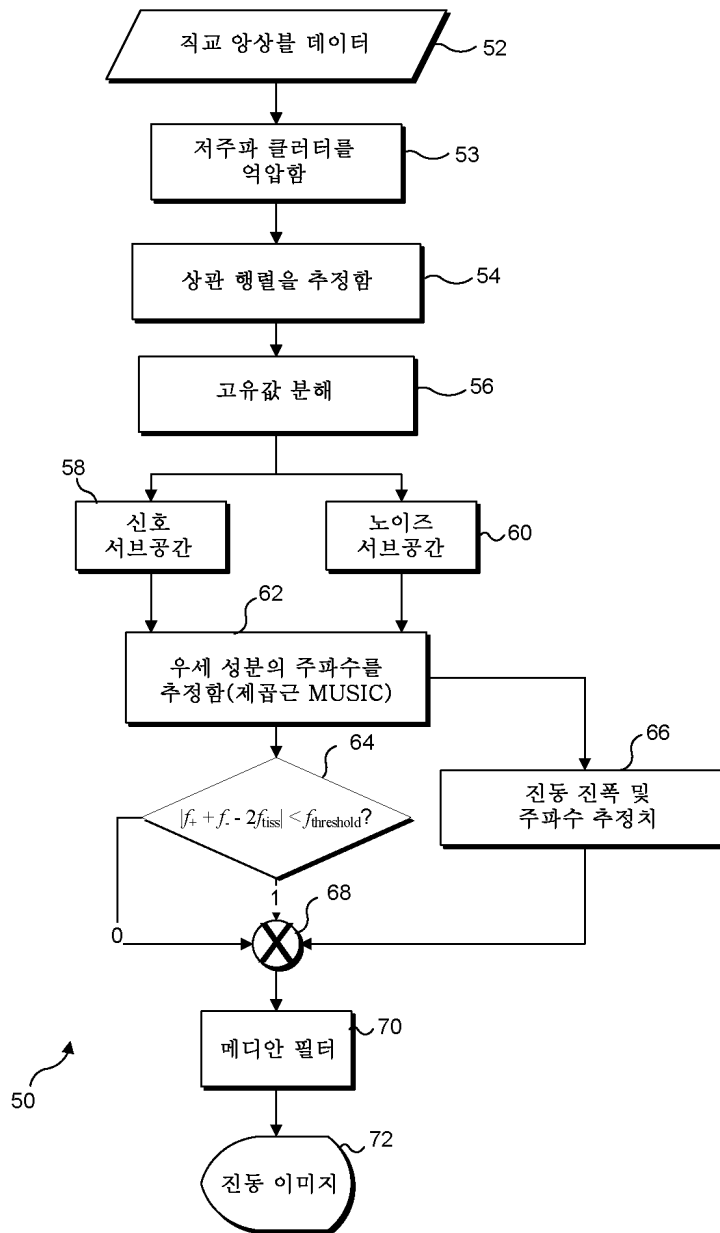 직교 앙상블 데이터
52
저주파 클러터를
억압함
53
상관 행렬을 추정함
54
고유값 분해
56
58
신호
서브공간
노이즈
서브공간
60
62
우세 성분의 주파수를
추정함(제곱근 MUSIC)
64
|f+ + f- - 2ftiss| < fthreshold?
66
진동 진폭 및
주파수 추정치
1
68
0
메디안 필터
70
50
72
진동 이미지